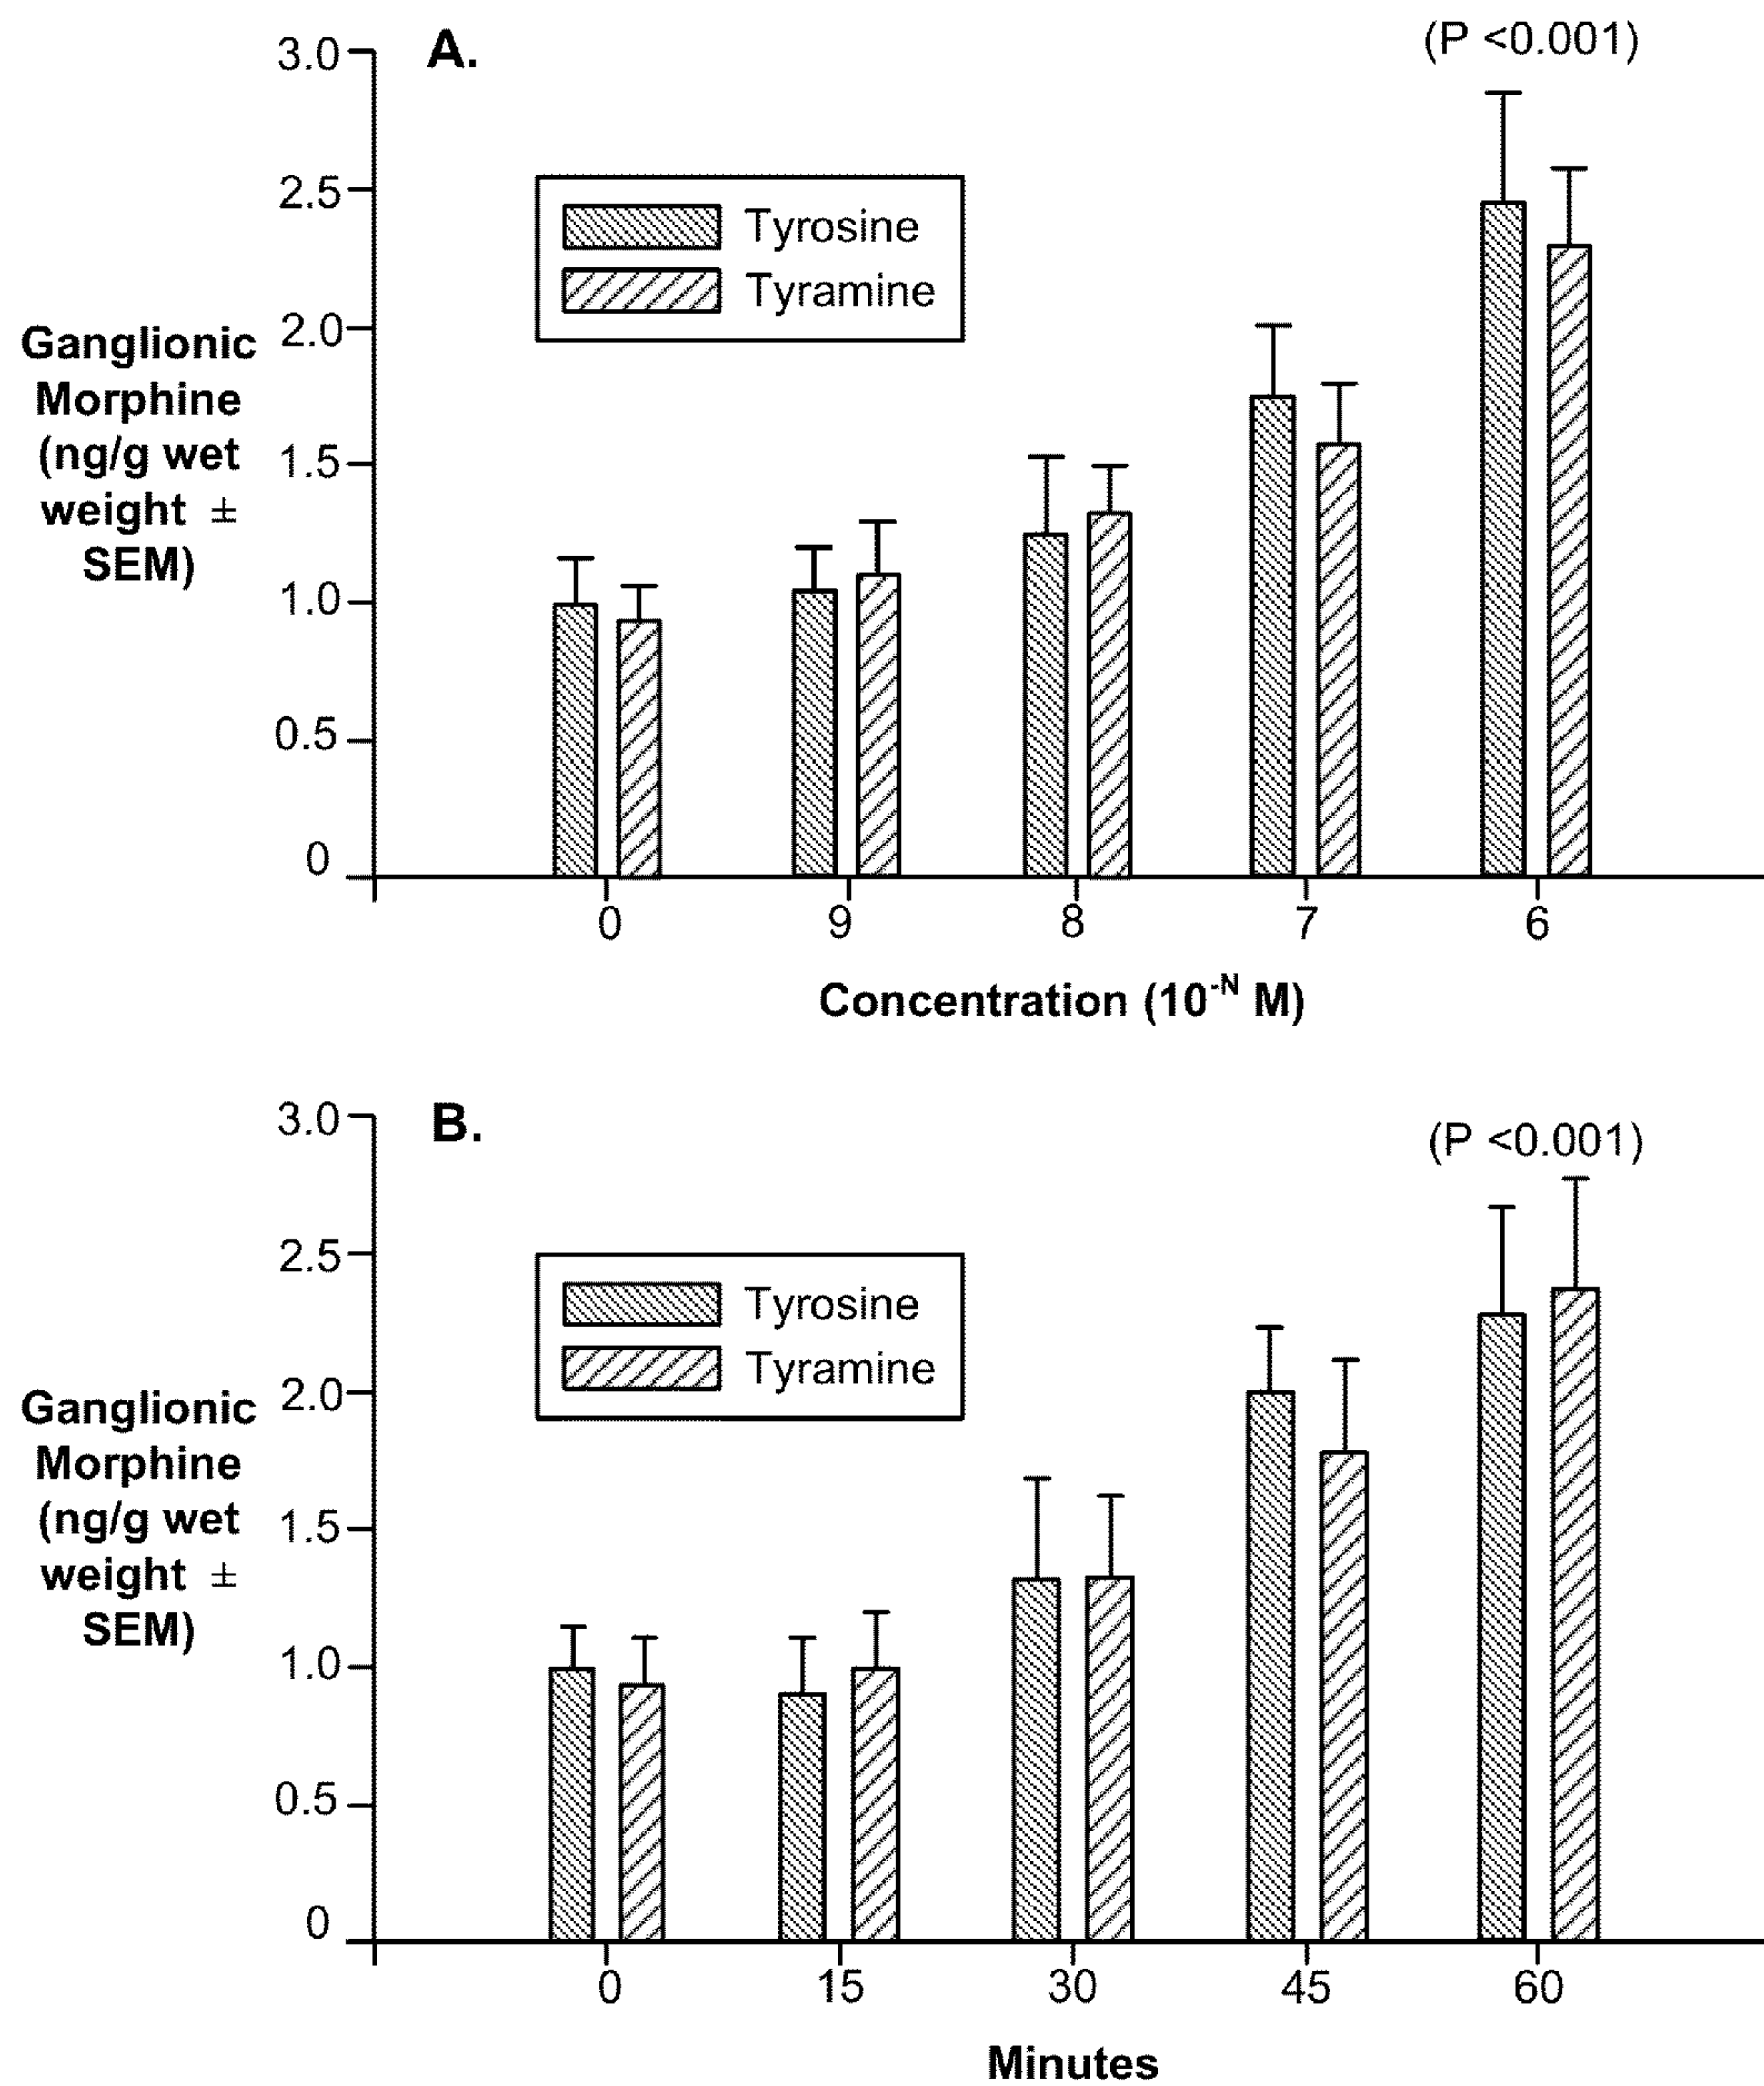 A.
(P <0.001)
3.0
2.5
2.0
1.5
1.0
0.5
0
Tyrosine
Tyramine
Ganglionic
Morphine
(ng/g wet
weight ±
SEM)
0 9 8 7 6
Concentration (10⁻ᴺ M)
B.
(P <0.001)
3.0
2.5
2.0
1.5
1.0
0.5
0
Tyrosine
Tyramine
Ganglionic
Morphine
(ng/g wet
weight ±
SEM)
0 15 30 45 60
Minutes